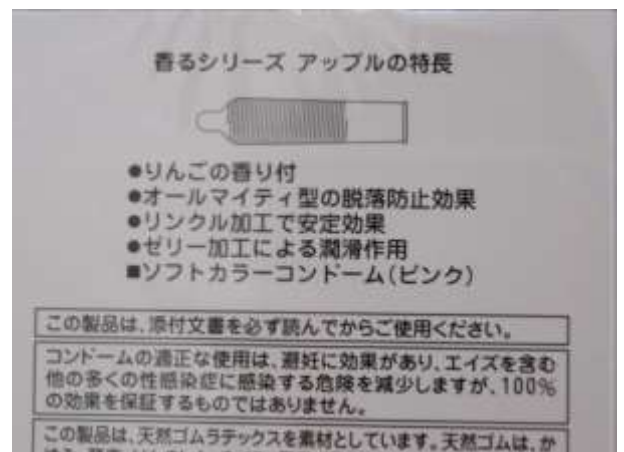 香るシリーズ アップルの特長
●りんごの香り付
●オールマイティ型の脱落防止効果
●リンクル加工で安定効果
●ゼリー加工による潤滑作用
■ソフトカラーコンドーム(ピンク)
この製品は、添付文書を必ず読んでからご使用ください。
コンドームの適正な使用は、避妊に効果があり、エイズを含む
他の多くの性感染症に感染する危険を減少しますが、100%
の効果を保証するものではありません。
この製品は、天然ゴムラテックスを素材としています。天然ゴムは、か